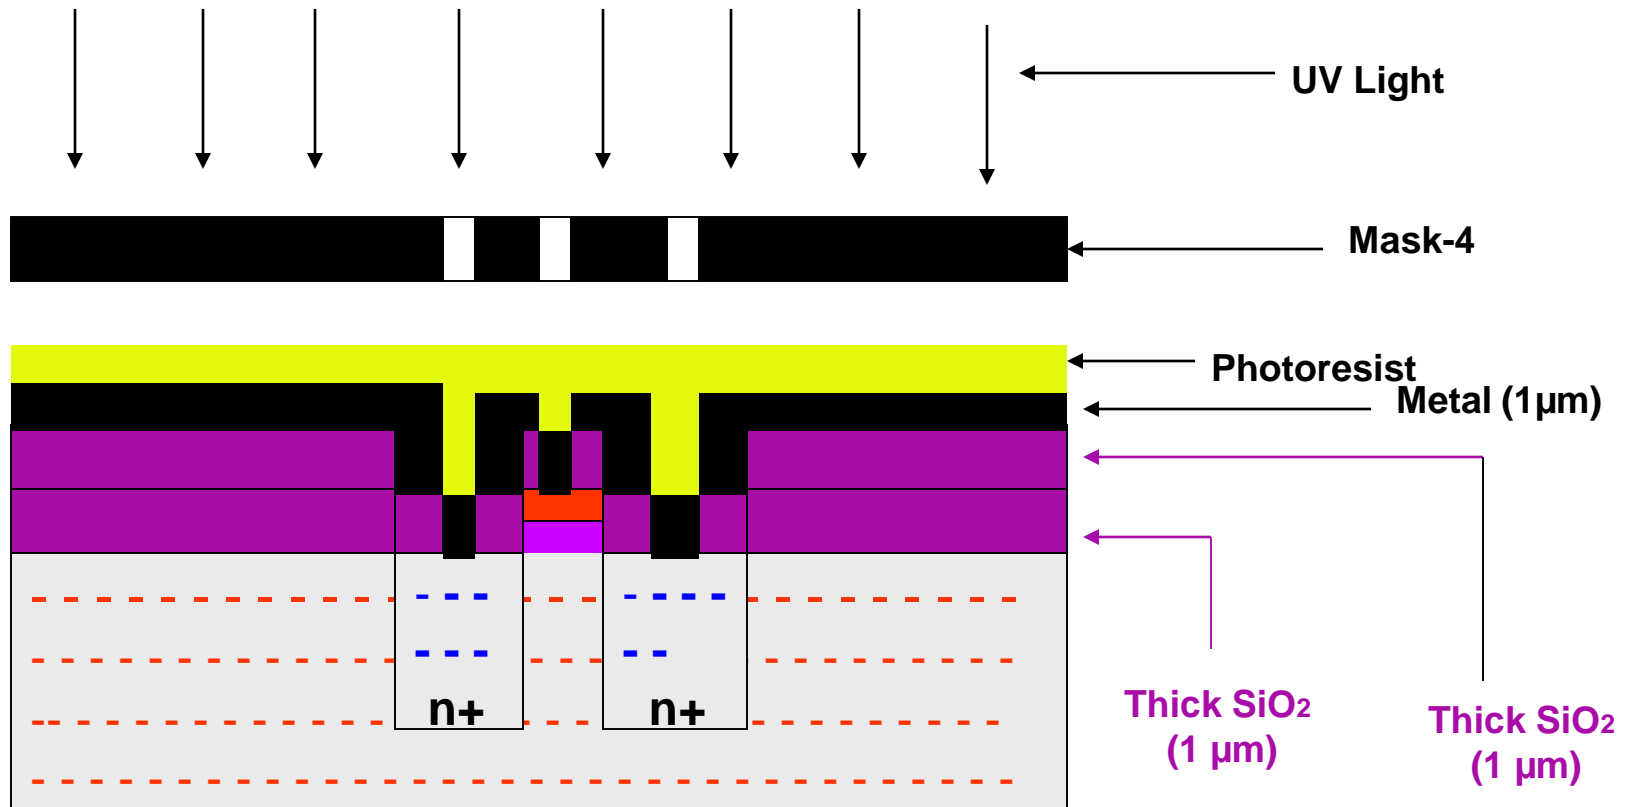 UV Light
Mask-4
Photoresist
Metal (1µm)
n+ n+
Thick SiO2
(1 µm)
Thick SiO2
(1 µm)